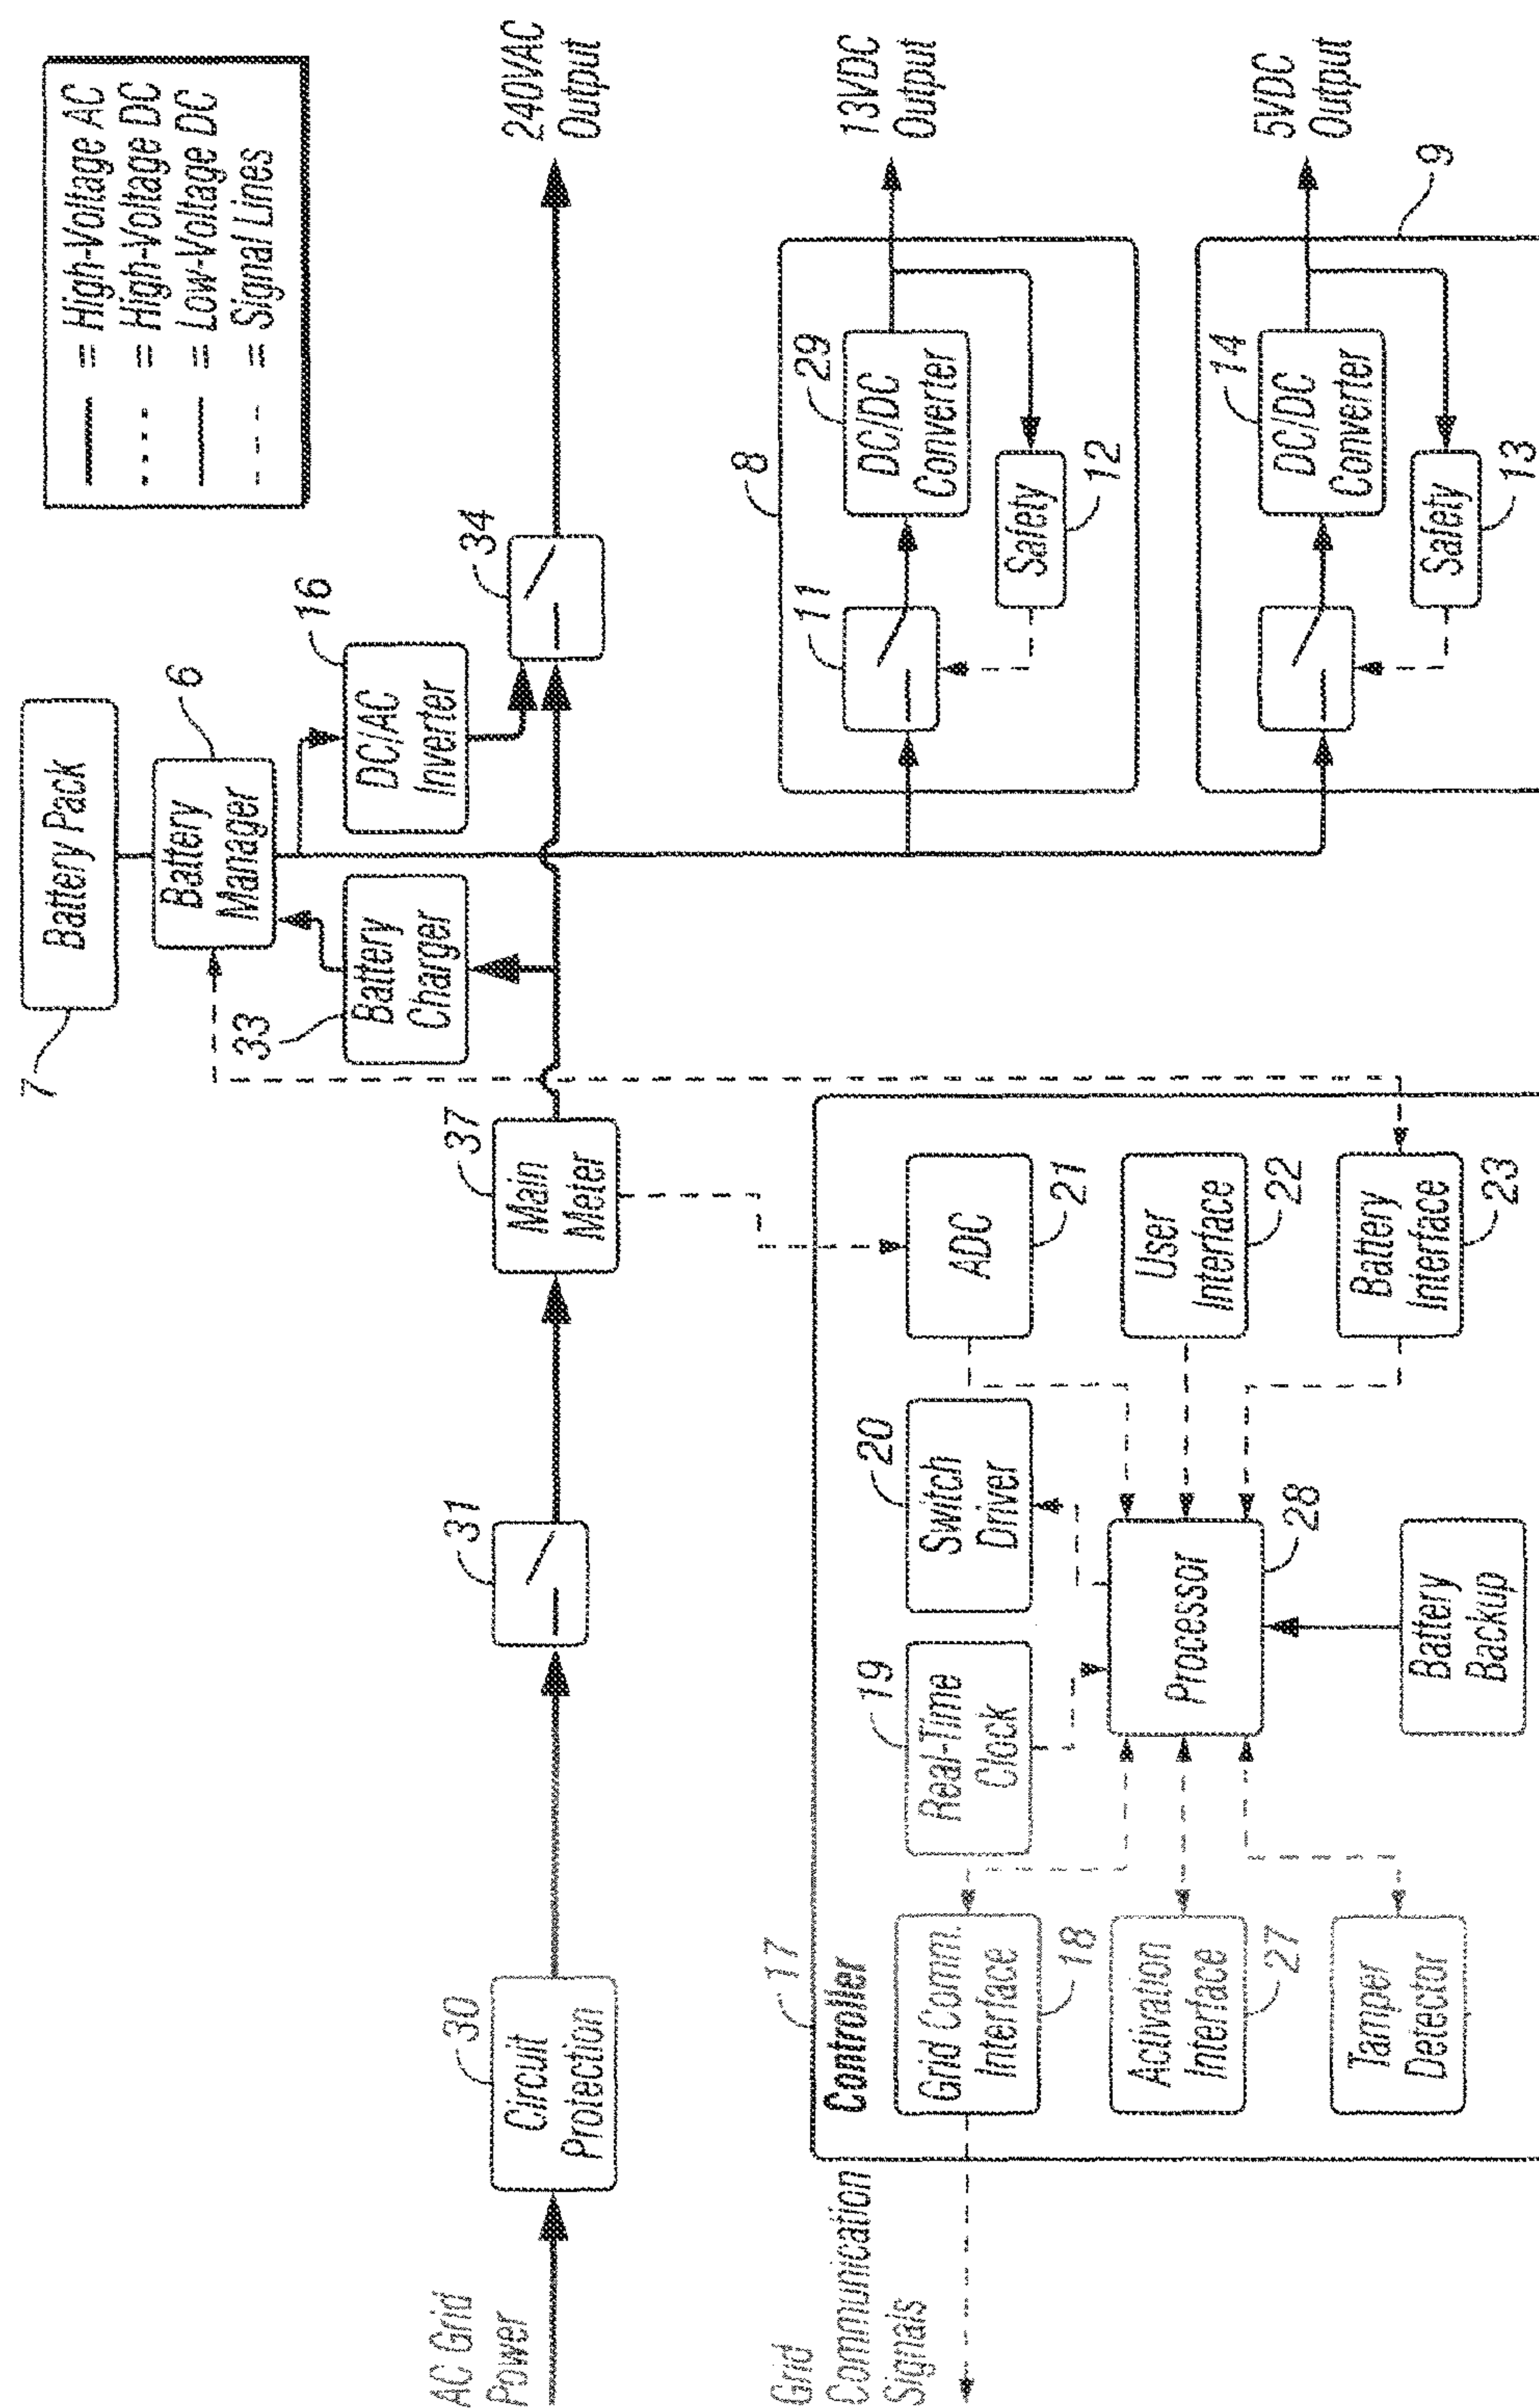 = High-Voltage AC
= High-Voltage DC
= Low-Voltage DC
= Signal Lines
7
Battery Pack
6
Battery
Manager
33
Battery
Charger
16
DC/AC
Inverter
AC Grid
Power
30
Circuit
Protection
31
37
Main
Meter
34
240VAC
Output
Grid
Communication
Signals
17
Controller
Grid Comm.
Interface
18
19
Real-Time
Clock
20
Switch
Driver
ADC
21
Activation
Interface
27
Processor
28
User
Interface
22
Tamper
Detector
Battery
Backup
Battery
Interface
23
8
11
29
DC/DC
Converter
Safety
12
13VDC
Output
14
DC/DC
Converter
Safety
13
5VDC
Output
9